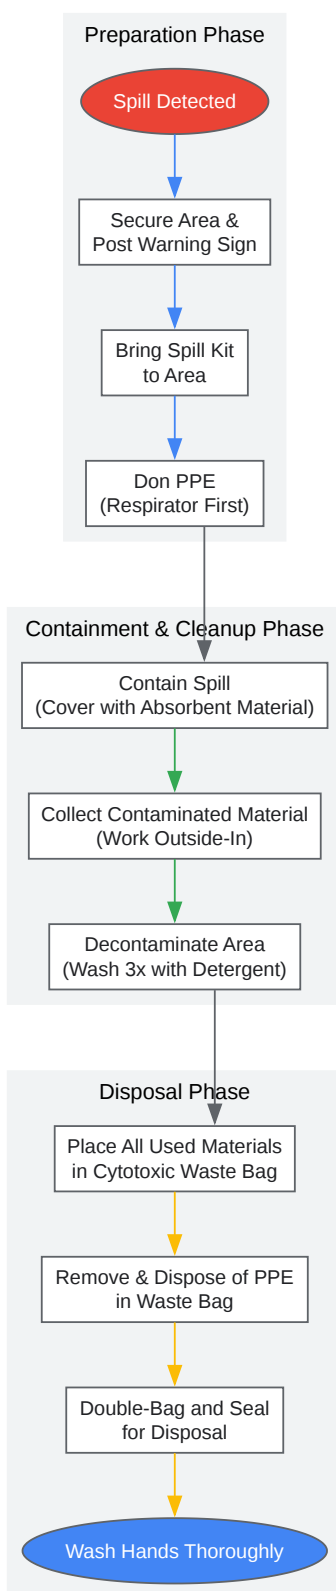 Preparation Phase
Spill Detected
Secure Area &
Post Warning Sign
Bring Spill Kit
to Area
Don PPE
(Respirator First)
Containment & Cleanup Phase
Contain Spill
(Cover with Absorbent Material)
Collect Contaminated Material
(Work Outside-In)
Decontaminate Area
(Wash 3x with Detergent)
Disposal Phase
Place All Used Materials
in Cytotoxic Waste Bag
Remove & Dispose of PPE
in Waste Bag
Double-Bag and Seal
for Disposal
Wash Hands Thoroughly